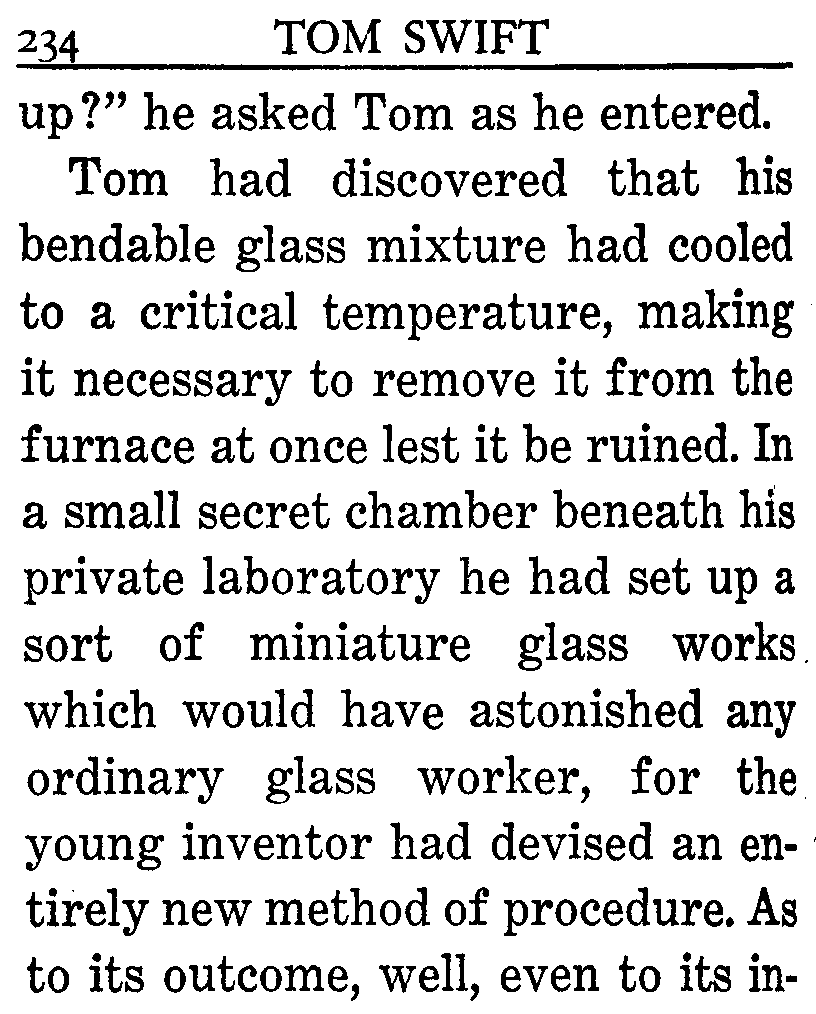 234 TOM SWIFT
up?” he asked Tom as he entered.
Tom had discovered that his
bendable glass mixture had cooled
to a critical temperature, making
it necessary to remove it from the
furnace at once lest it be ruined. In
a small secret chamber beneath his
private laboratory he had set up a
sort of miniature glass works
which would have astonished any
ordinary glass worker, for the
young inventor had devised an en-
tirely new method of procedure. As
to its outcome, well, even to its in-